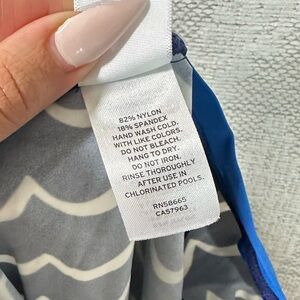 82% NYLON
18% SPANDEX
HAND WASH COLD.
WITH LIKE COLORS.
DO NOT BLEACH.
HANG TO DRY.
DO NOT IRON.
RINSE THOROUGHLY
AFTER USE IN
CHLORINATED POOLS.
RN58665
CA57963